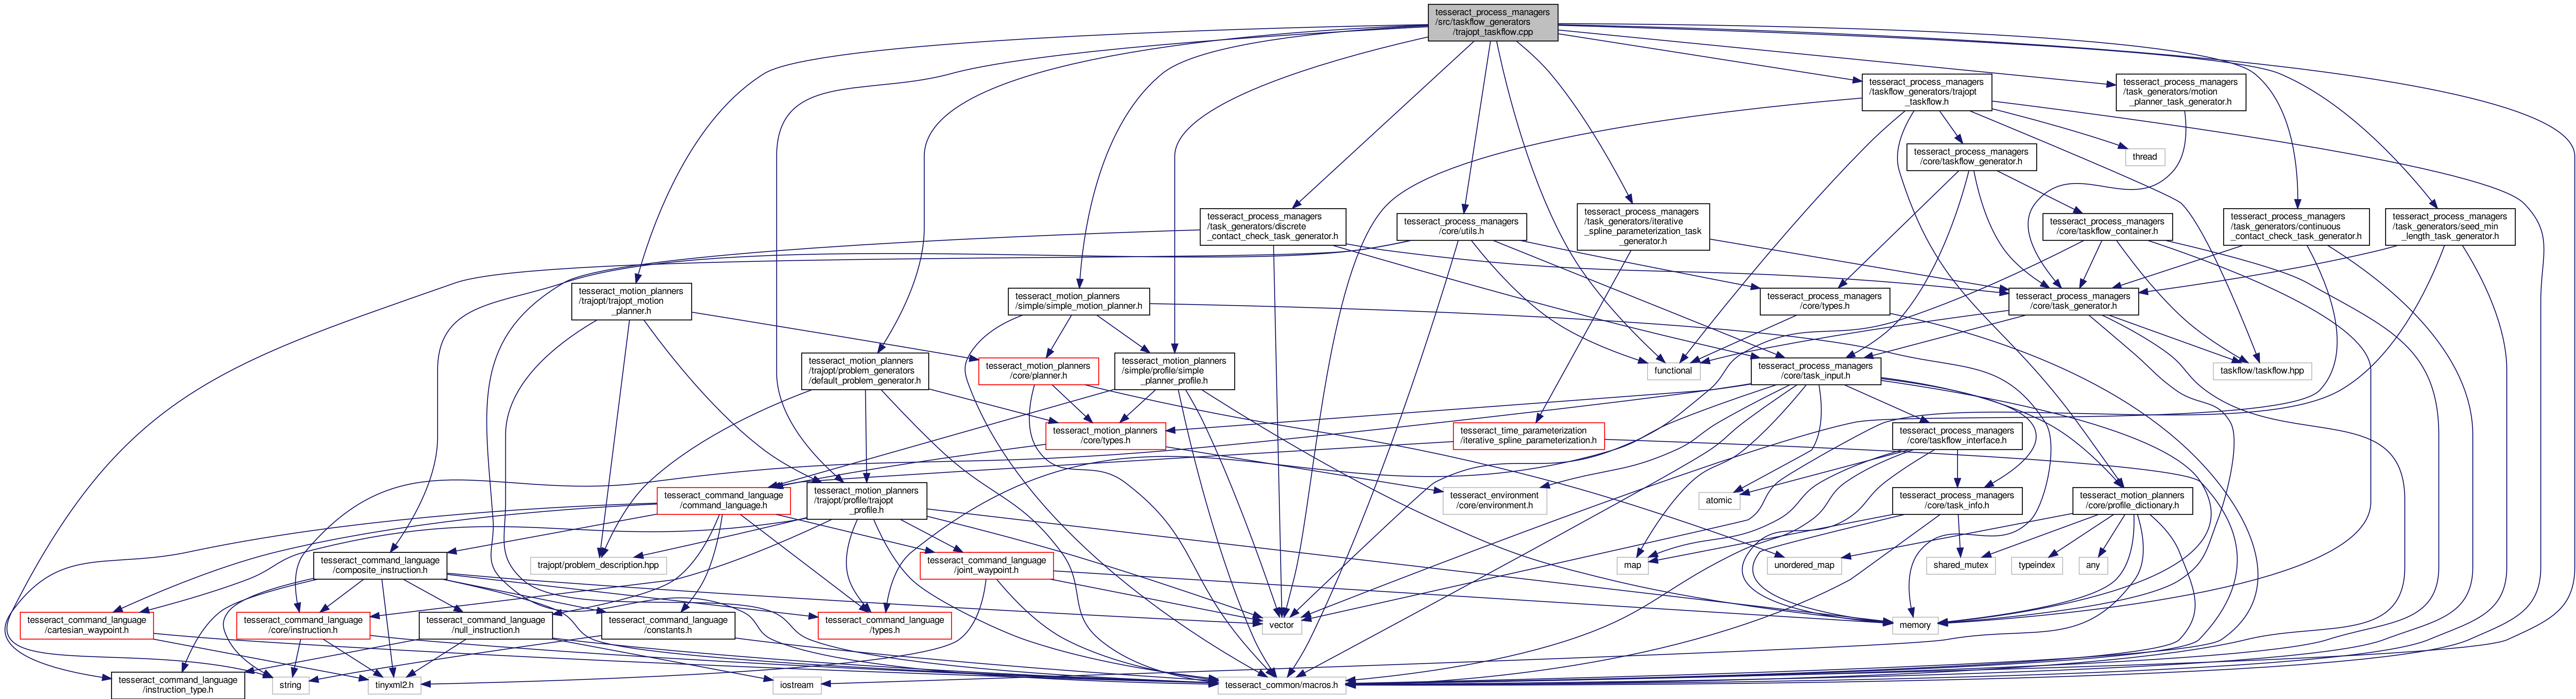 tesseract_process_managers
/src/taskflow_generators
/trajopt_taskflow.cpp
tesseract_process_managers
/taskflow_generators/trajopt
_taskflow.h
tesseract_process_managers
/task_generators/motion
_planner_task_generator.h
tesseract_process_managers
/core/taskflow_generator.h
thread
tesseract_process_managers
/task_generators/discrete
_contact_check_task_generator.h
tesseract_process_managers
/core/utils.h
tesseract_process_managers
/task_generators/iterative
_spline_parameterization_task
_generator.h
tesseract_process_managers
/core/taskflow_container.h
tesseract_process_managers
/task_generators/continuous
_contact_check_task_generator.h
tesseract_process_managers
/task_generators/seed_min
_length_task_generator.h
tesseract_motion_planners
/trajopt/trajopt_motion
_planner.h
tesseract_motion_planners
/simple/simple_motion_planner.h
tesseract_process_managers
/core/types.h
tesseract_process_managers
/core/task_generator.h
tesseract_motion_planners
/trajopt/problem_generators
/default_problem_generator.h
tesseract_motion_planners
/core/planner.h
tesseract_motion_planners
/simple/profile/simple
_planner_profile.h
functional
tesseract_process_managers
/core/task_input.h
taskflow/taskflow.hpp
tesseract_motion_planners
/core/types.h
tesseract_time_parameterization
/iterative_spline_parameterization.h
tesseract_process_managers
/core/taskflow_interface.h
tesseract_command_language
/command_language.h
tesseract_motion_planners
/trajopt/profile/trajopt
_profile.h
tesseract_environment
/core/environment.h
atomic
tesseract_process_managers
/core/task_info.h
tesseract_motion_planners
/core/profile_dictionary.h
tesseract_command_language
/composite_instruction.h
trajopt/problem_description.hpp
tesseract_command_language
/joint_waypoint.h
map
unordered_map
shared_mutex
typeindex
any
tesseract_command_language
/cartesian_waypoint.h
tesseract_command_language
/core/instruction.h
tesseract_command_language
/null_instruction.h
tesseract_command_language
/constants.h
tesseract_command_language
/types.h
vector
memory
tesseract_command_language
/instruction_type.h
string
tinyxml2.h
iostream
tesseract_common/macros.h